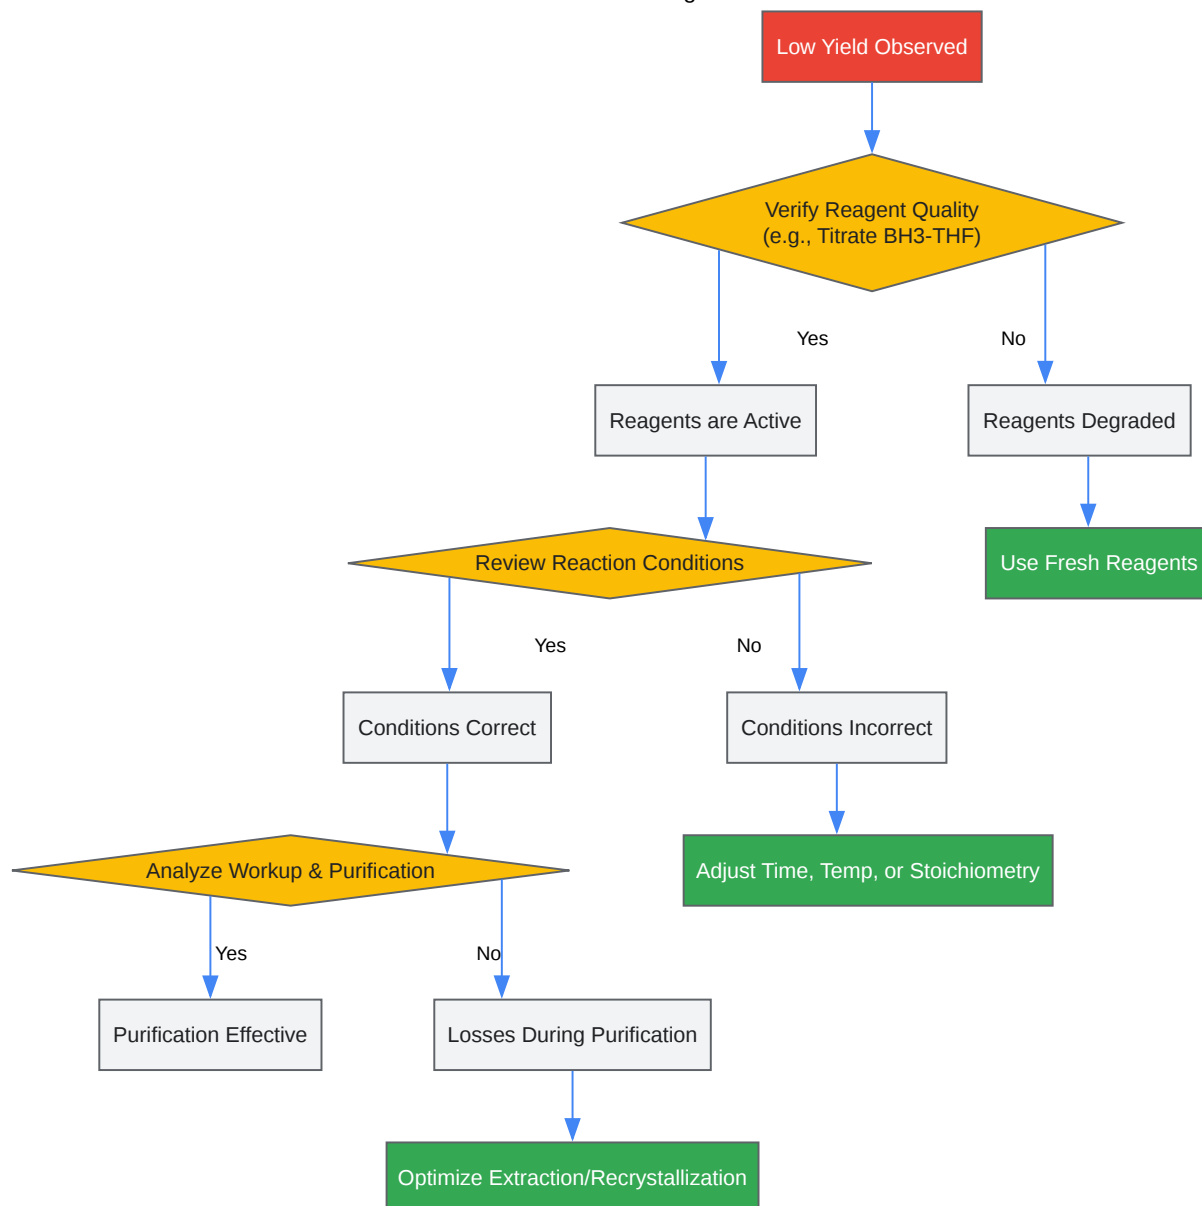 Low Yield Observed
Verify Reagent Quality
(e.g., Titrate BH3-THF)
Yes
No
Reagents are Active
Reagents Degraded
Review Reaction Conditions
Use Fresh Reagents
Yes
No
Conditions Correct
Conditions Incorrect
Analyze Workup & Purification
Adjust Time, Temp, or Stoichiometry
Yes
No
Purification Effective
Losses During Purification
Optimize Extraction/Recrystallization